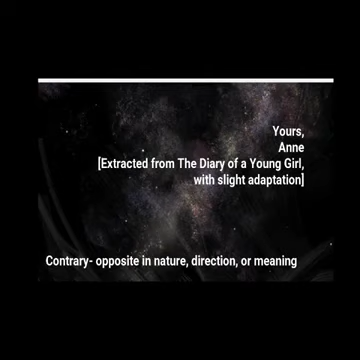 Yours,
Anne
[Extracted from The Diary of a Young Girl,
with slight adaptation]
Contrary- opposite in nature, direction, or meaning